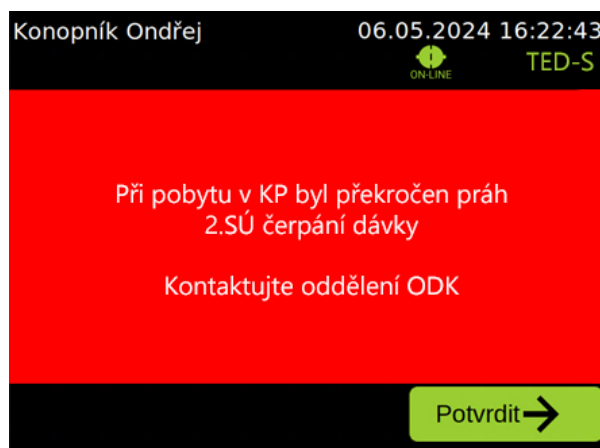 Konopník Ondřej
06.05.2024 16:22:43
ON-LINE
TED-S
Při pobytu v KP byl překročen práh
2.SÚ čerpání dávky
Kontaktujte oddělení ODK
Potvrdit